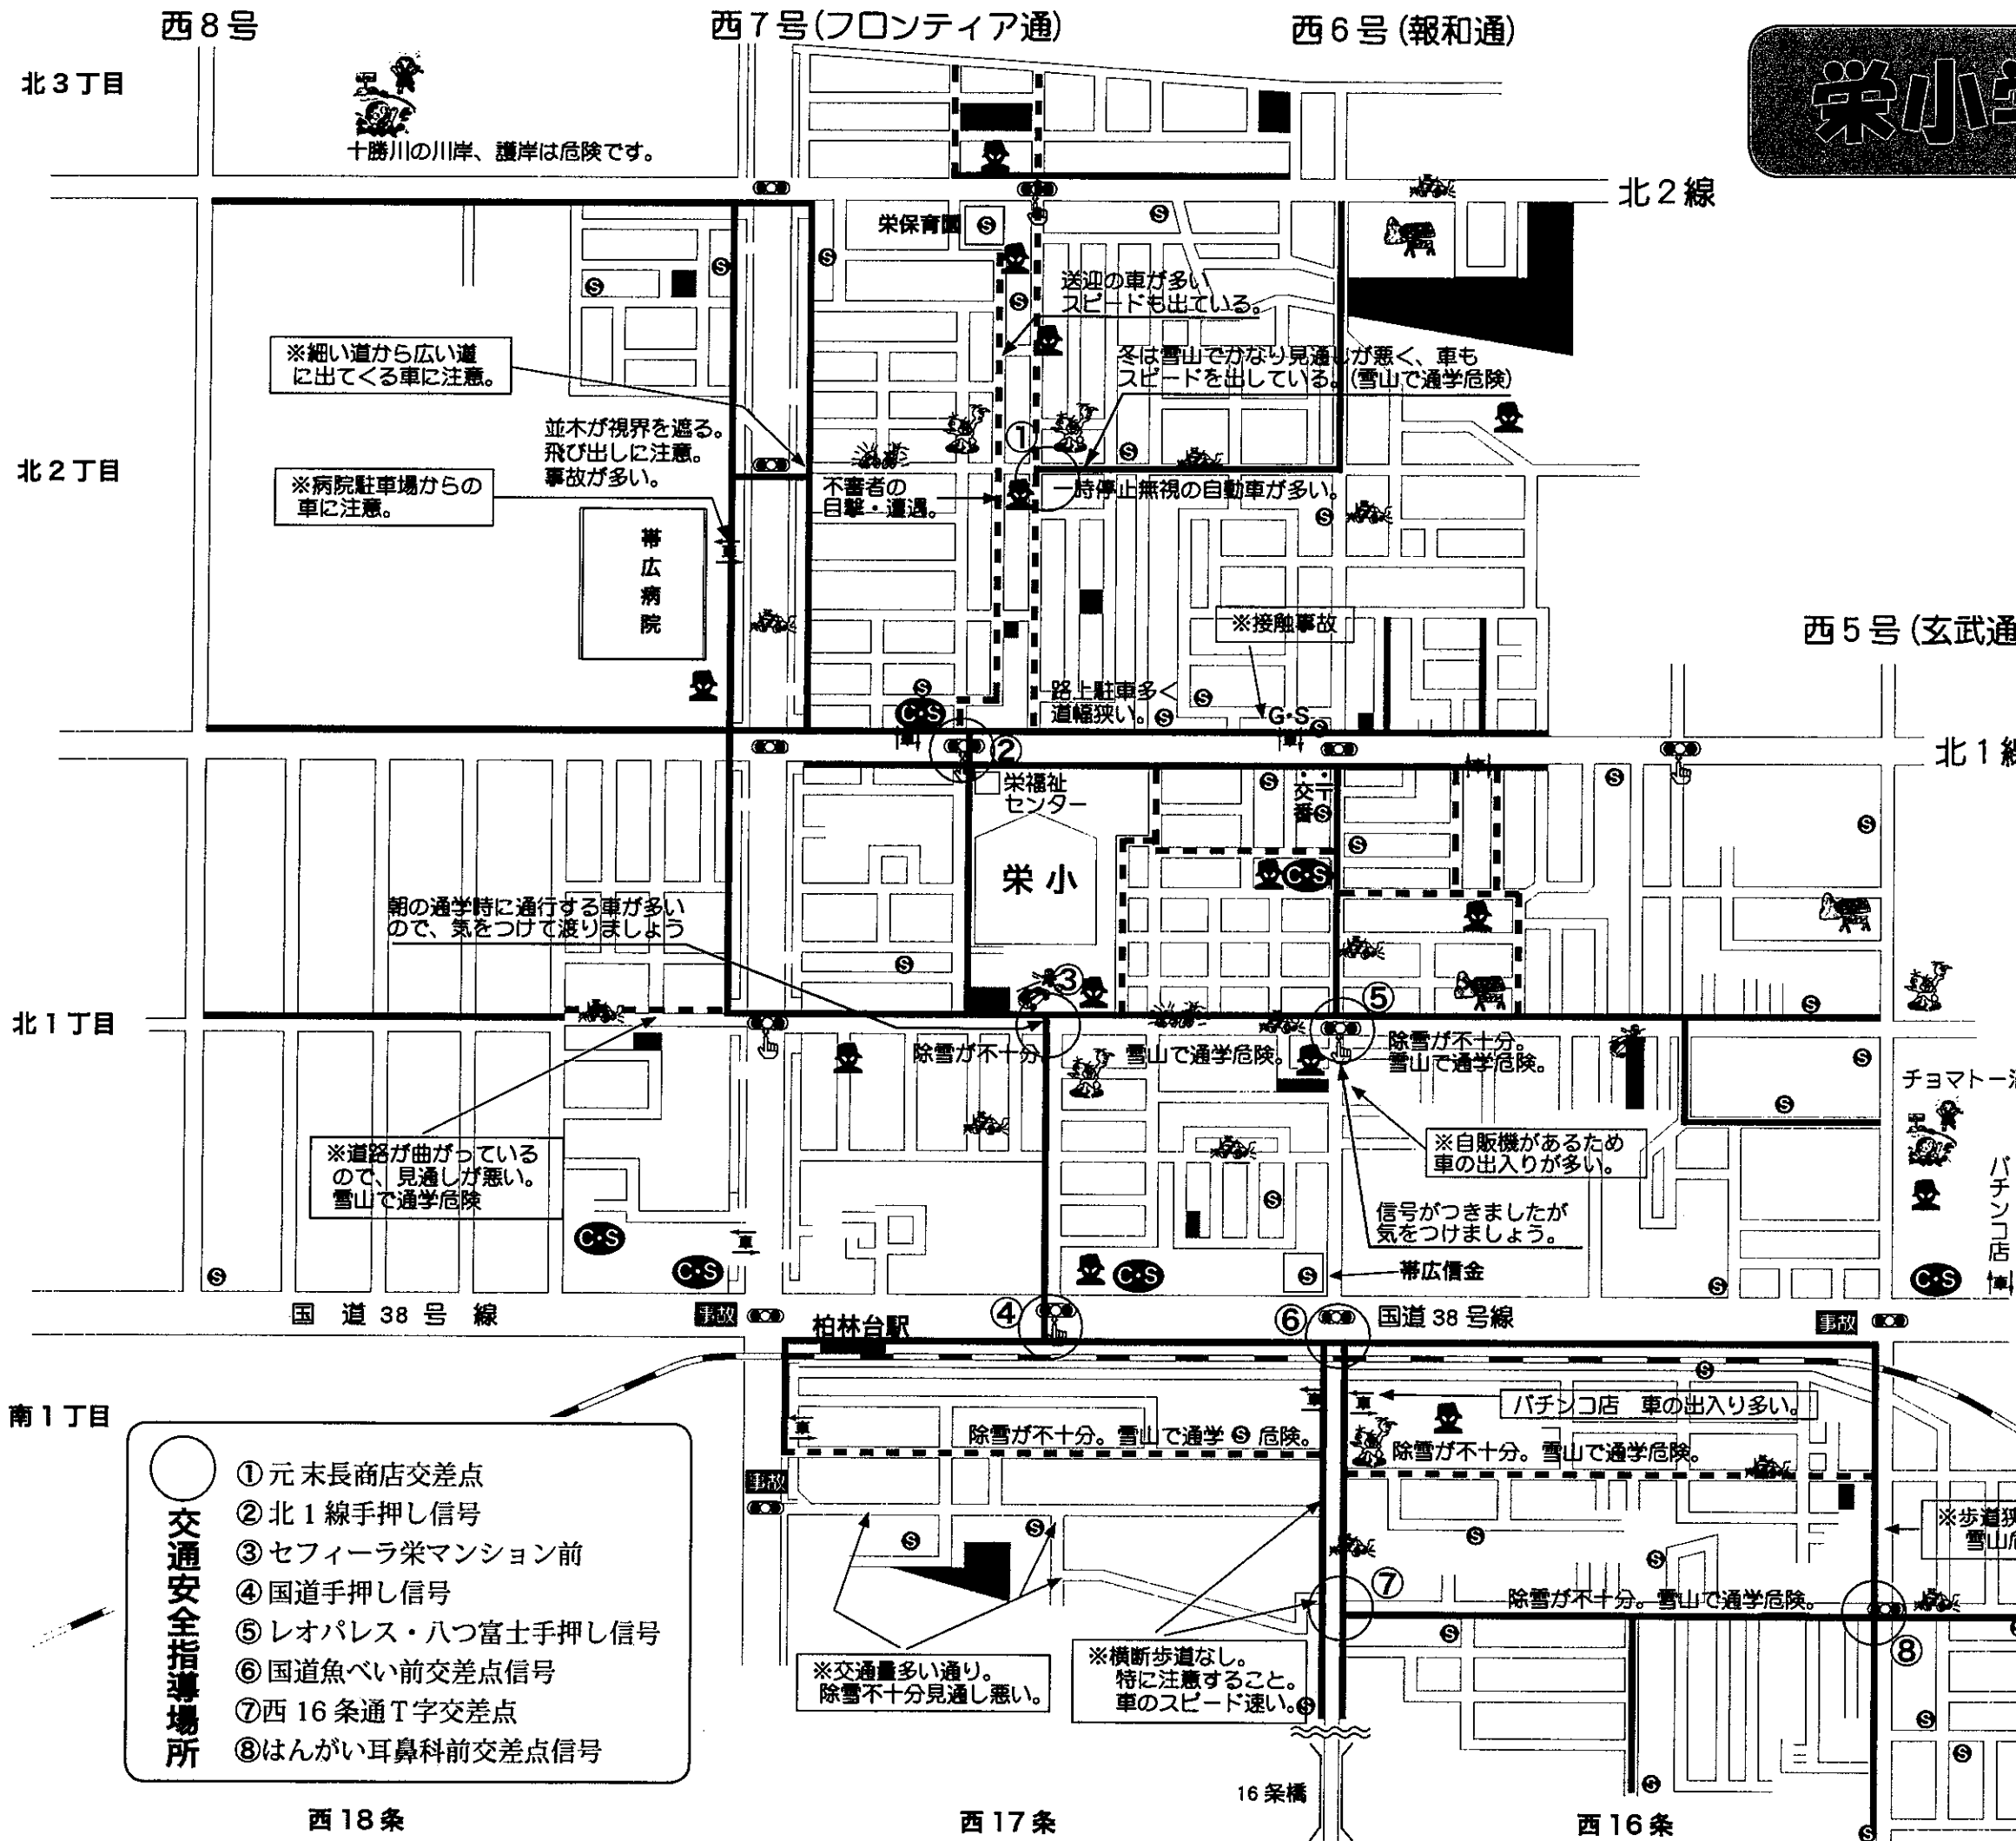 西8号
西7号(フロンティア通)
西6号(報和通)
栄小
北3丁目
十勝川の川岸、護岸は危険です。
北2線
栄保育園
送迎の車が多い
スピードも出ている。
※細い道から広い道
に出てくる車に注意。
冬は雪山でかなり見通しが悪く、車も
スピードを出している。(雪山で通学危険)
並木が視界を遮る。
飛び出しに注意。
事故が多い。
①
北2丁目
※病院駐車場からの
車に注意。
不審者の
目撃・遭遇。
一時停止無視の自動車が多い。
帯広病院
車
※接触事故
西5号(玄武通
路上駐車多く
道幅狭い。
C・S
G・S
車
車
②
北1
栄福祉
センター
交番
〒
車
栄小
C・S
朝の通学時に通行する車が多い
ので、気をつけて渡りましょう
③
⑤
北1丁目
除雪が不十分
雪山で通学危険。
除雪が不十分。
雪山で通学危険。
チョマトー
※道路が曲がっている
ので、見通しが悪い。
雪山で通学危険
※自販機があるため
車の出入りが多い。
信号がつきましたが
気をつけましょう。
パチンコ店
C・S
C・S
車
C・S
帯広信金
C・S
車
国道38号線
事故
柏林台駅
④
⑥
国道38号線
事故
南1丁目
車
車
車
パチンコ店 車の出入り多い。
除雪が不十分。雪山で通学 S 危険。
除雪が不十分。雪山で通学危険。
事故
※歩道狭
雪山
⑦
除雪が不十分。雪山で通学危険。
⑧
※交通量多い通り。
除雪不十分見通し悪い。
※横断歩道なし。
特に注意すること。
車のスピード速い。
交通安全指導場所
①元末長商店交差点
②北1線手押し信号
③セフィーラ栄マンション前
④国道手押し信号
⑤レオパレス・八つ富士手押し信号
⑥国道魚べい前交差点信号
⑦西16条通T字交差点
⑧はんがい耳鼻科前交差点信号
16条橋
西18条
西17条
西16条